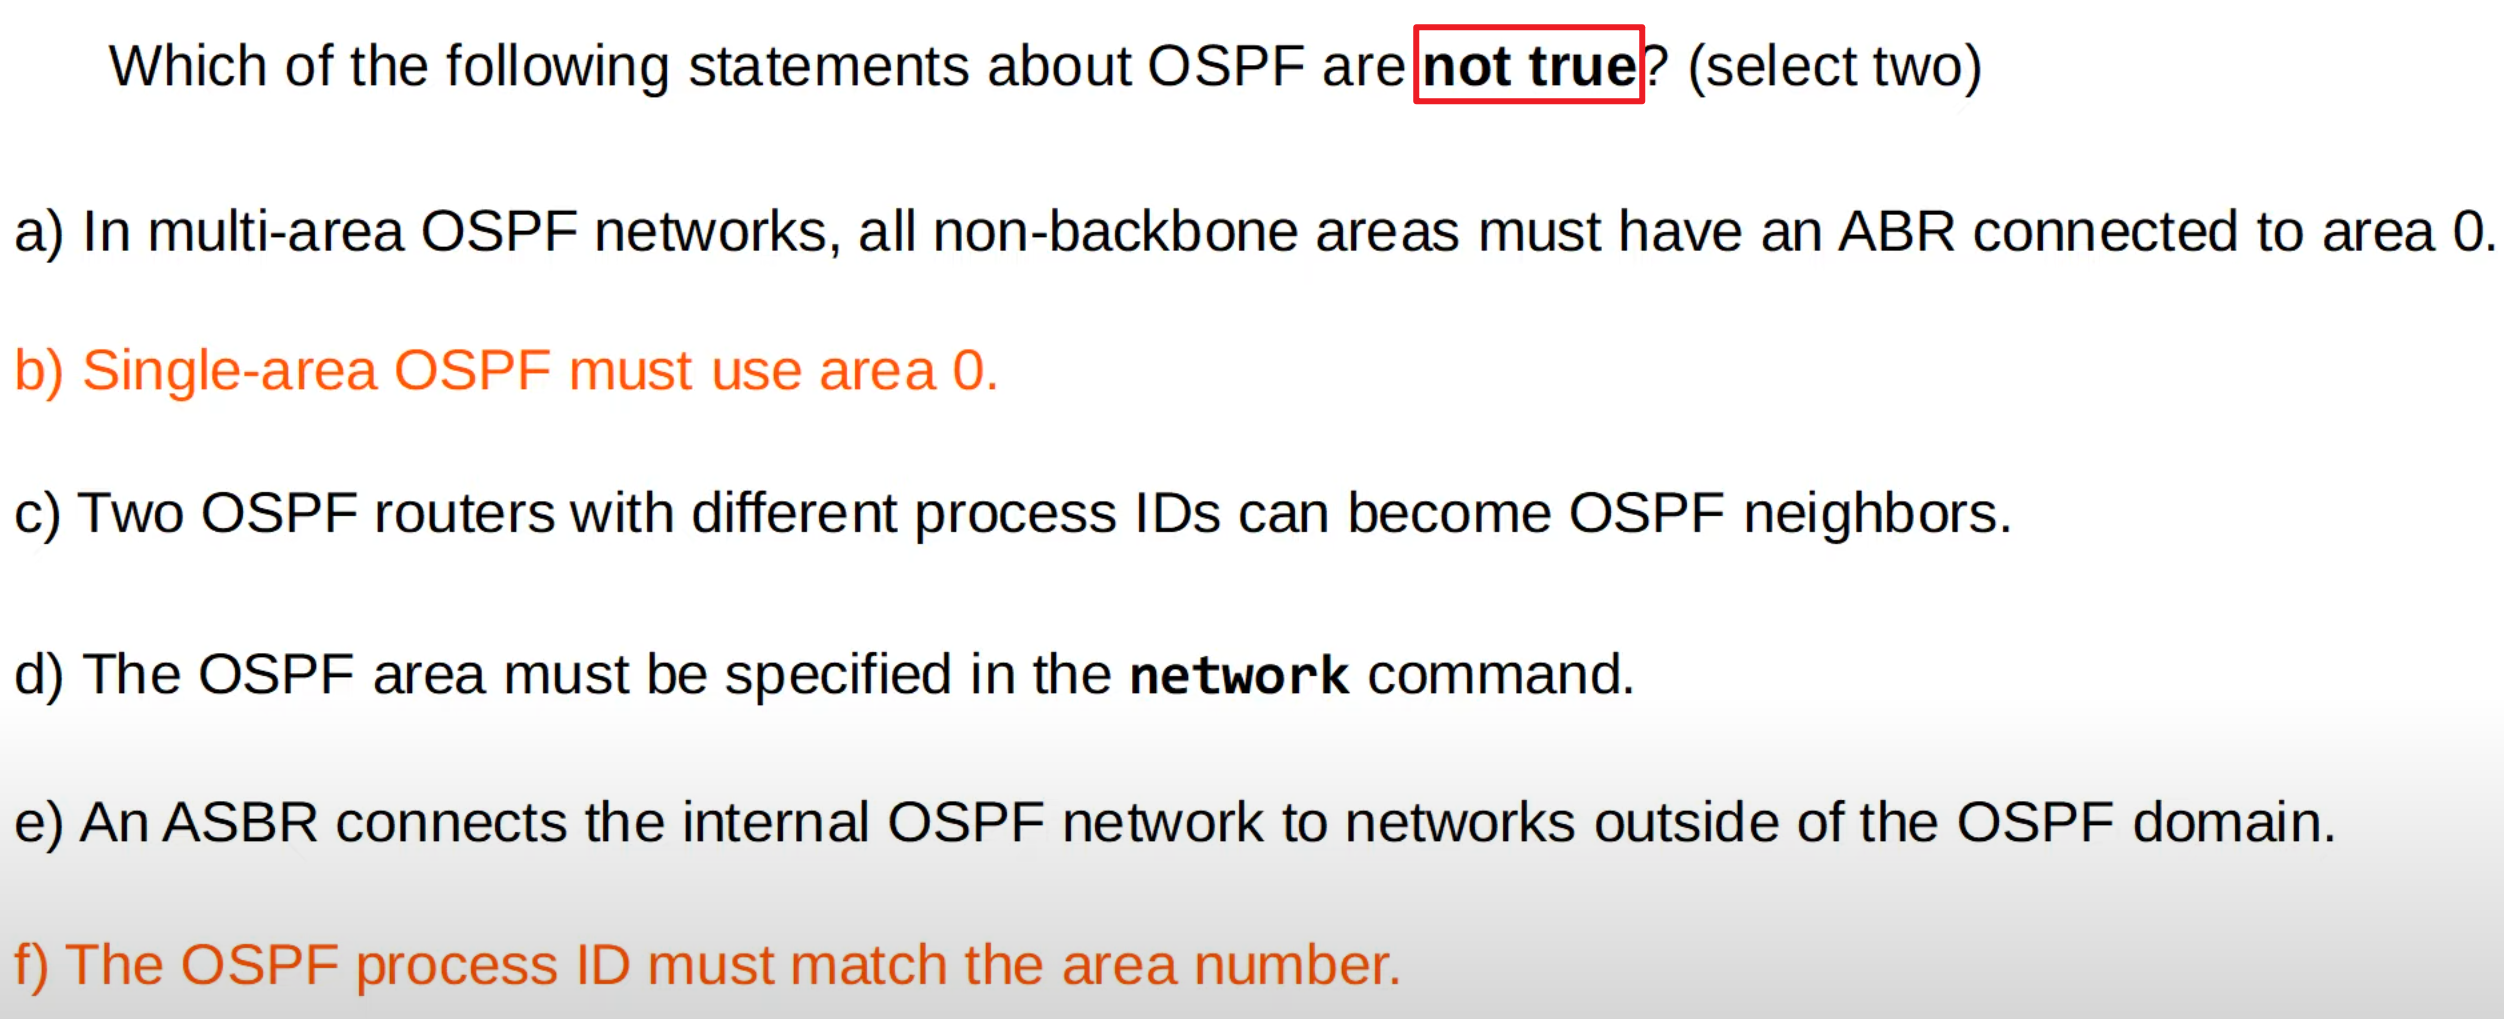 Which of the following statements about OSPF are not true? (select two)
a) In multi-area OSPF networks, all non-backbone areas must have an ABR connected to area 0.
b) Single-area OSPF must use area 0.
c) Two OSPF routers with different process IDs can become OSPF neighbors.
d) The OSPF area must be specified in the network command.
e) An ASBR connects the internal OSPF network to networks outside of the OSPF domain.
f) The OSPF process ID must match the area number.